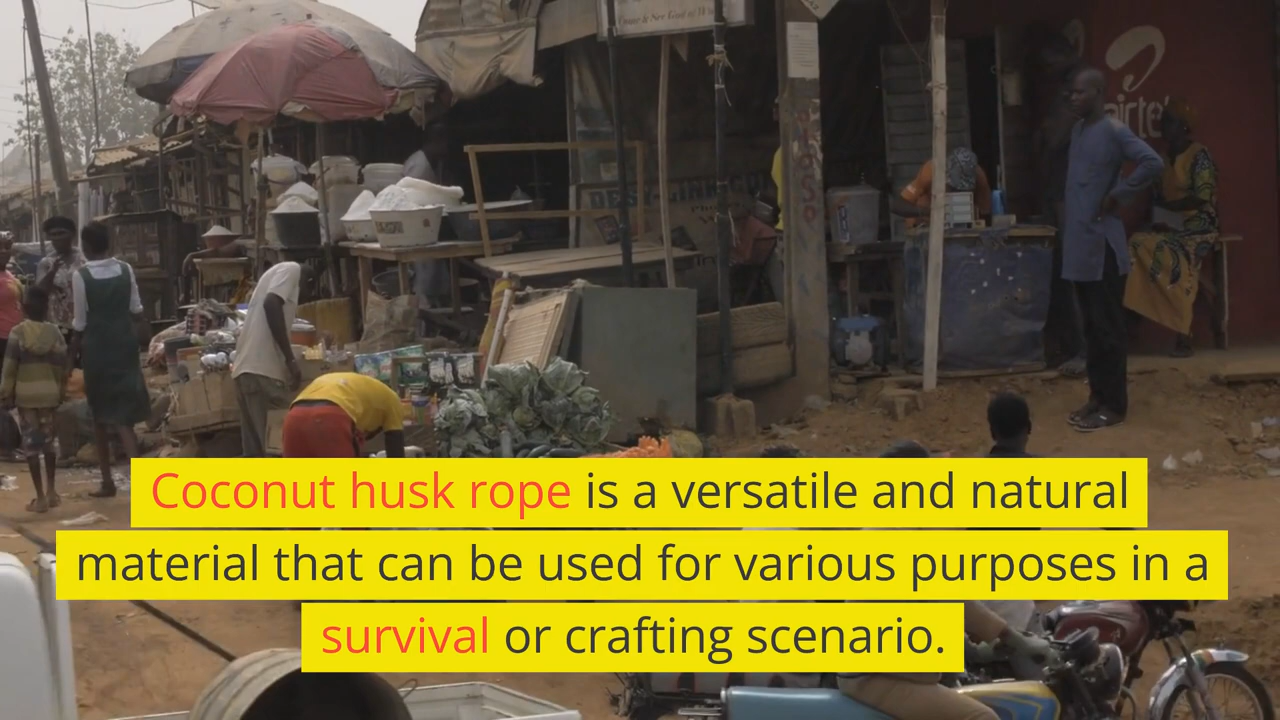 airtel
Coconut husk rope is a versatile and natural
material that can be used for various purposes in a
survival or crafting scenario.